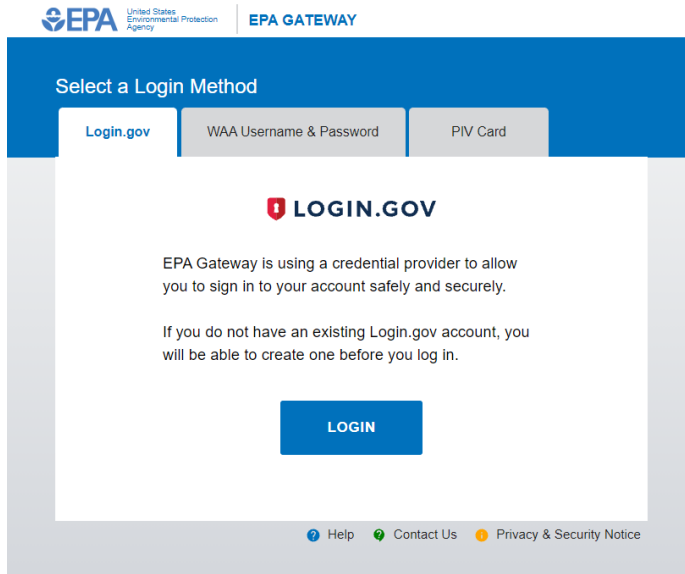 EPA
United States
Environmental Protection
Agency
EPA GATEWAY
Select a Login Method
Login.gov
WAA Username & Password
PIV Card
LOGIN.GOV
EPA Gateway is using a credential provider to allow
you to sign in to your account safely and securely.
If you do not have an existing Login.gov account, you
will be able to create one before you log in.
LOGIN
? Help
? Contact Us
! Privacy & Security Notice